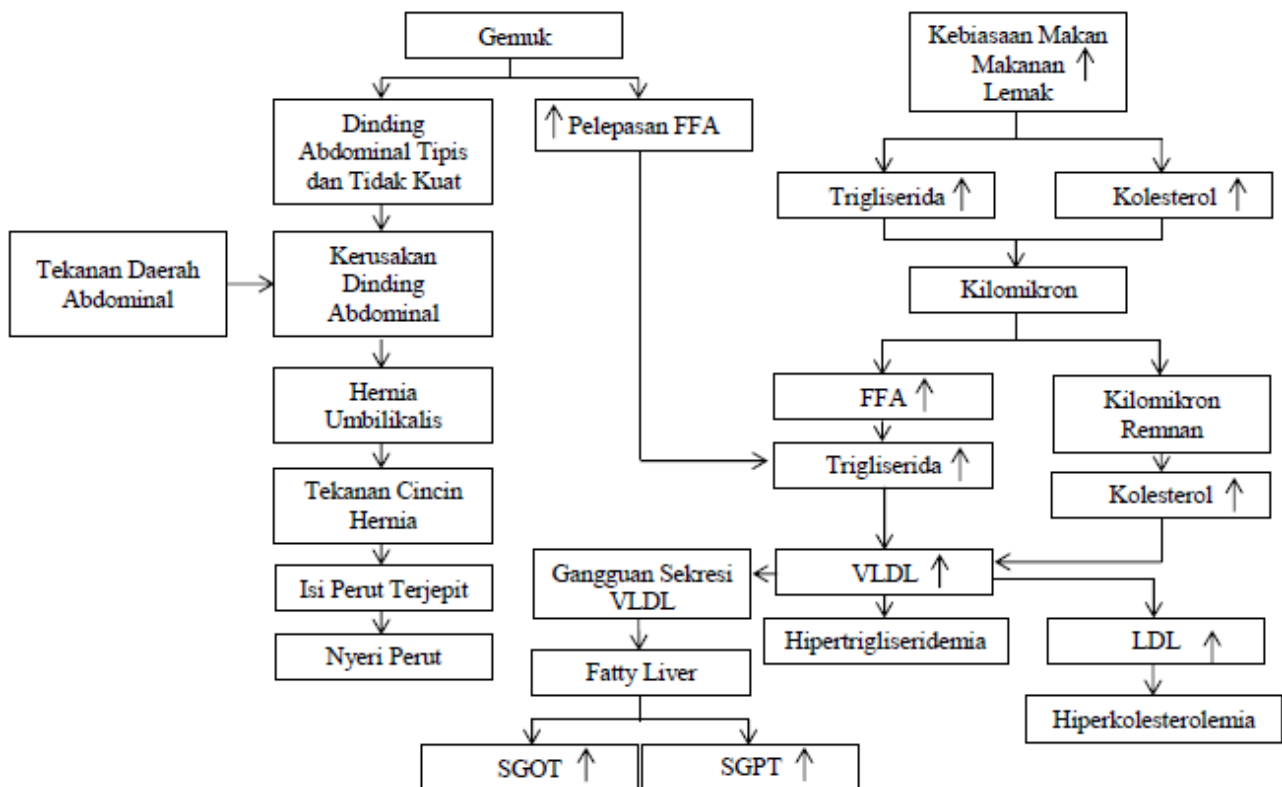 Gemuk
Kebiasaan Makan
Makanan ↑
Lemak
Dinding
Abdominal Tipis
dan Tidak Kuat
↑ Pelepasan FFA
Trigliserida ↑
Kolesterol ↑
Tekanan Daerah
Abdominal
Kerusakan
Dinding
Abdominal
Kilomikron
Hernia
Umbilikalis
FFA ↑
Kilomikron
Remnan
Trigliserida ↑
Tekanan Cincin
Hernia
Kolesterol ↑
Gangguan Sekresi
VLDL
VLDL ↑
Isi Perut Terjepit
Hipertrigliseridemia
LDL ↑
Nyeri Perut
Fatty Liver
Hiperkolesterolemia
SGOT ↑
SGPT ↑